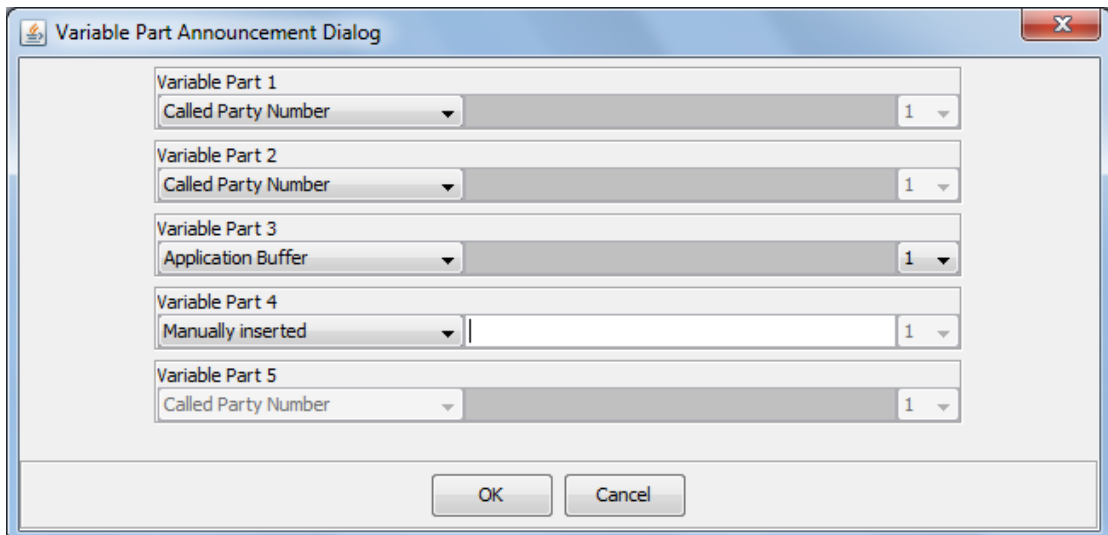 Variable Part Announcement Dialog
Variable Part 1
Called Party Number 1
Variable Part 2
Called Party Number 1
Variable Part 3
Application Buffer 1
Variable Part 4
Manually inserted 1
Variable Part 5
Called Party Number 1
OK Cancel